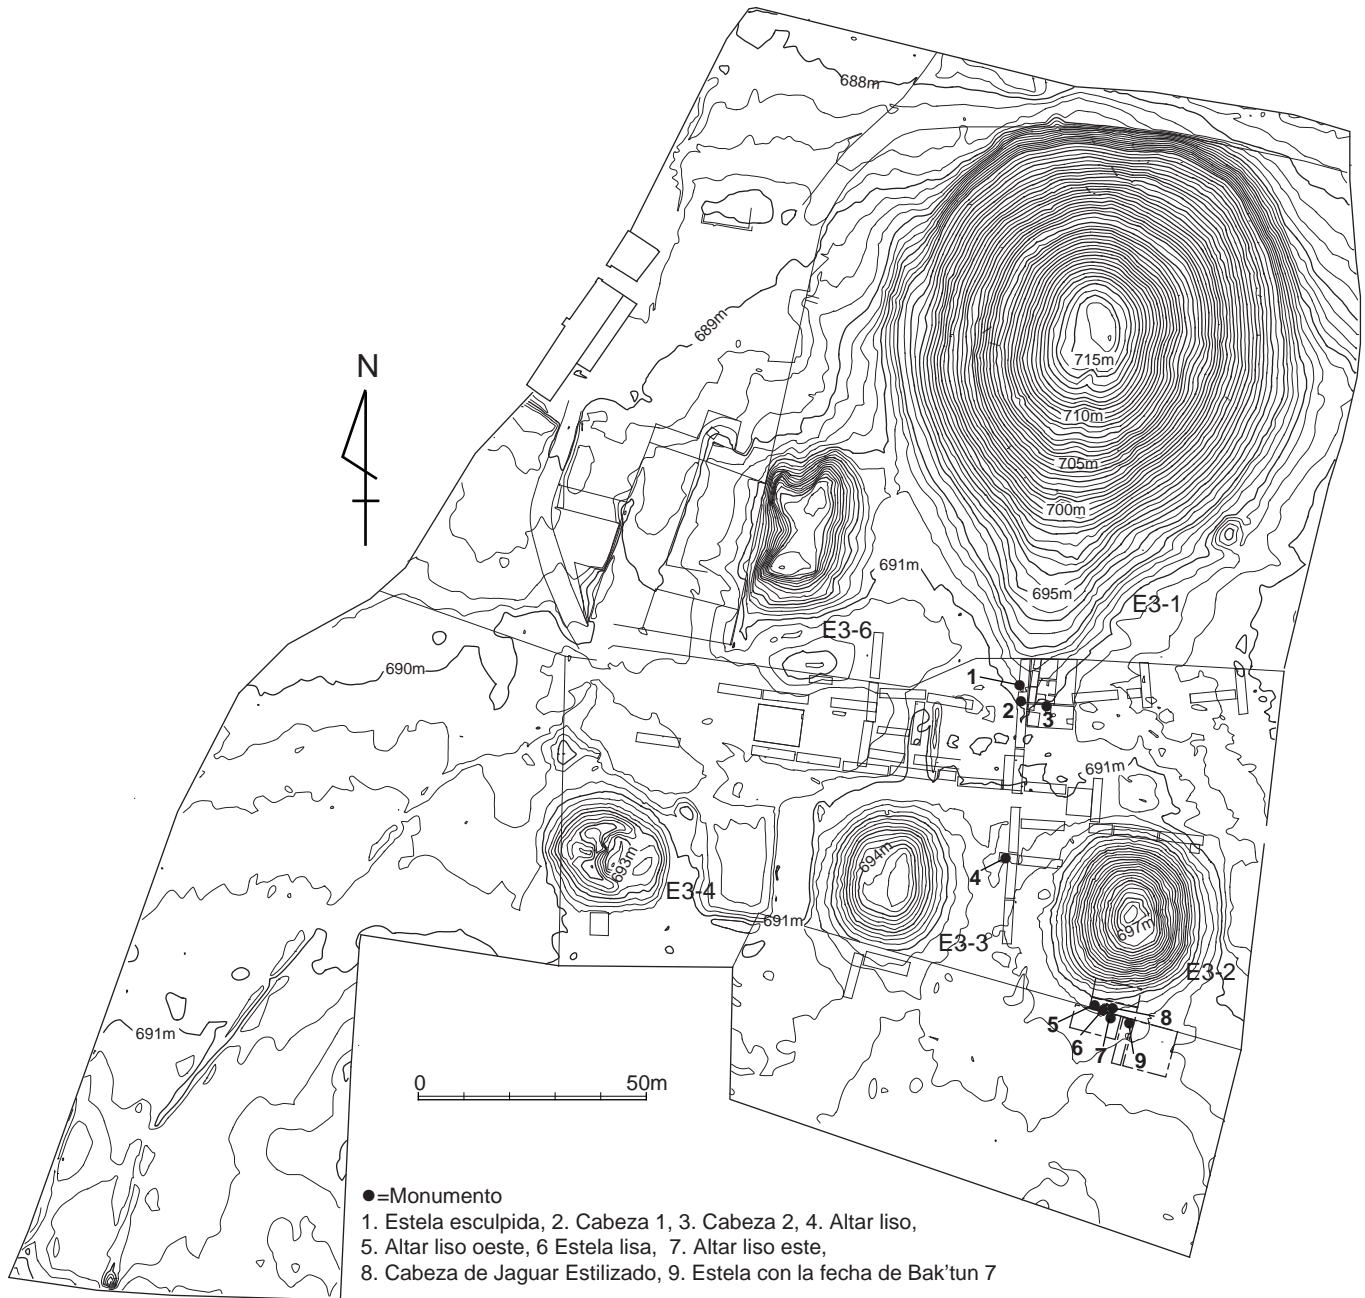 688m
689m
N
715m
710m
705m
700m
691m
695m
E3-1
E3-6
690m
1
2
3
691m
694m
693m
4
E3-4
691m
697m
E3-3
E3-2
5
8
691m
6
7
9
0 50m
●=Monumento
1. Estela esculpida, 2. Cabeza 1, 3. Cabeza 2, 4. Altar liso,
5. Altar liso oeste, 6 Estela lisa, 7. Altar liso este,
8. Cabeza de Jaguar Estilizado, 9. Estela con la fecha de Bak'tun 7